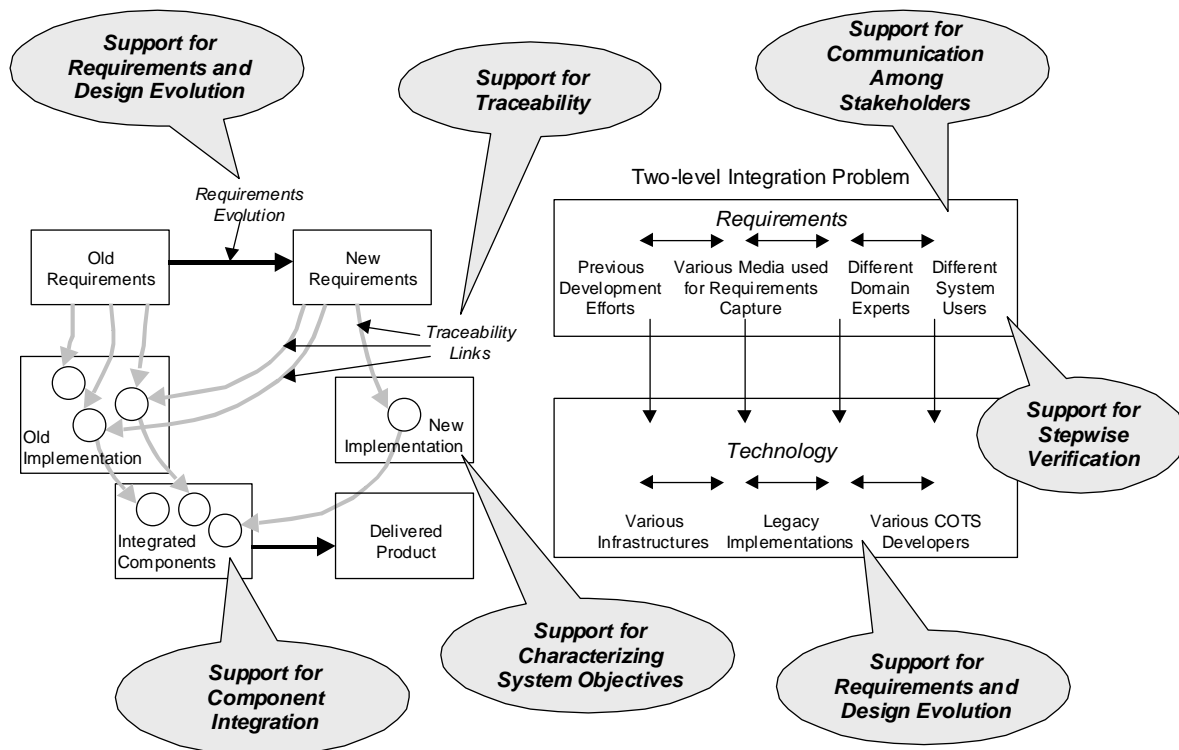 Support for
Requirements and
Design Evolution
Support for
Traceability
Support for
Communication
Among
Stakeholders
Requirements
Evolution
Two-level Integration Problem
Old
Requirements
New
Requirements
Requirements
Previous
Development
Efforts
Various Media used
for Requirements
Capture
Different
Domain
Experts
Different
System
Users
Traceability
Links
Old
Implementation
New
Implementation
Support for
Stepwise
Verification
Technology
Various
Infrastructures
Legacy
Implementations
Various COTS
Developers
Integrated
Components
Delivered
Product
Support for
Component
Integration
Support for
Characterizing
System Objectives
Support for
Requirements and
Design Evolution